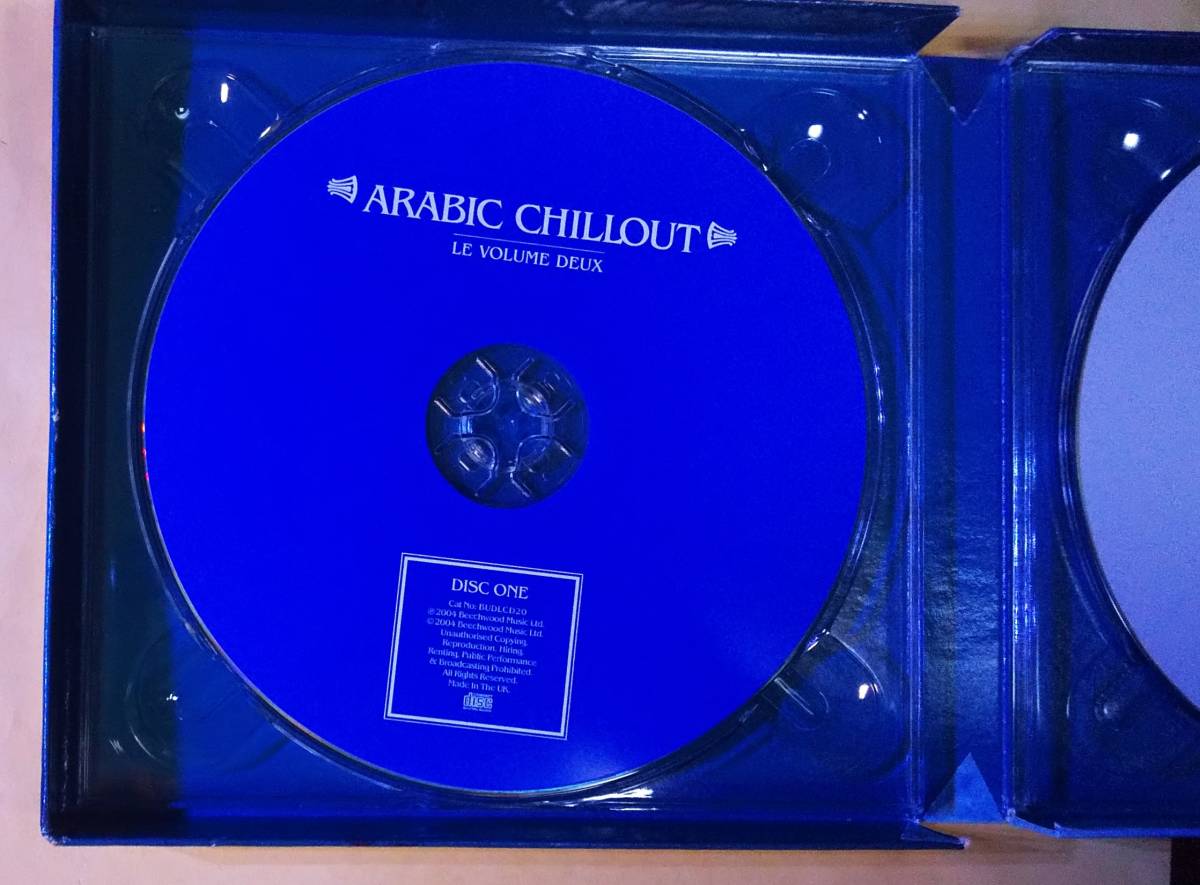 ARABIC CHILLOUT
LE VOLUME DEUX
DISC ONE
Cat No: BUDLCD20
℗2004 Beechwood Music Ltd.
©2004 Beechwood Music Ltd.
Unauthorised Copying,
Reproduction, Hiring,
Renting, Public Performance
& Broadcasting Prohibited.
All Rights Reserved.
Made In The UK.
disc